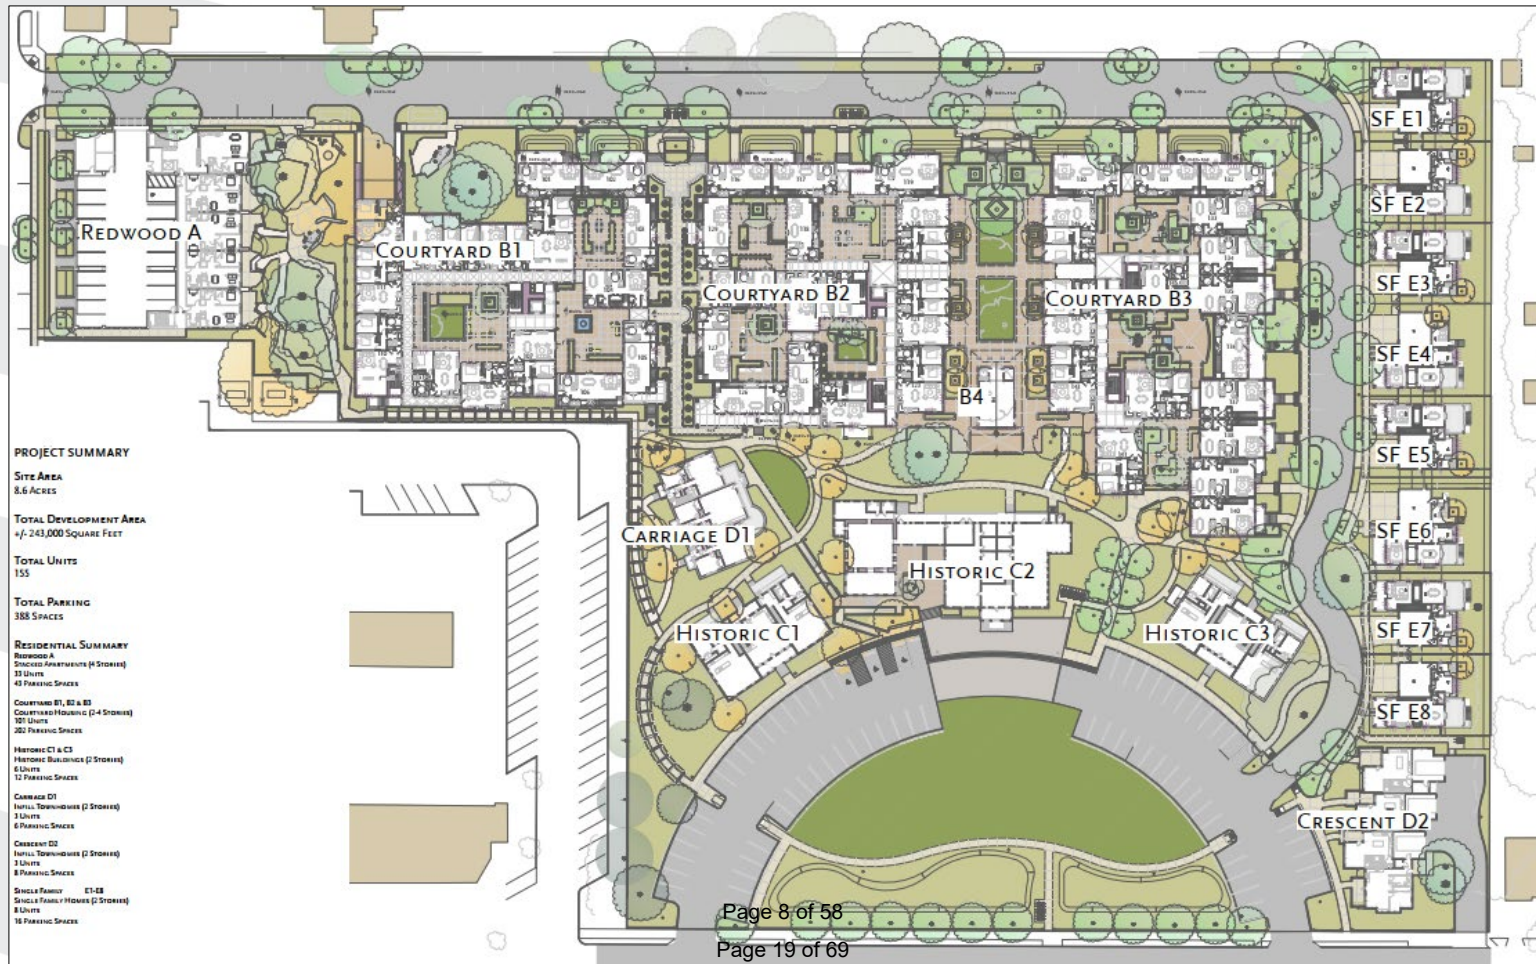 REDWOOD A
COURTYARD B1
COURTYARD B2
COURTYARD B3
B4
SF E1
SF E2
SF E3
SF E4
SF E5
SF E6
SF E7
SF E8
CARRIAGE D1
HISTORIC C2
HISTORIC C1
HISTORIC C3
CRESCENT D2
PROJECT SUMMARY
SITE AREA
8.6 ACRES
TOTAL DEVELOPMENT AREA
+/- 243,000 SQUARE FEET
TOTAL UNITS
155
TOTAL PARKING
388 SPACES
RESIDENTIAL SUMMARY
REDWOOD A
STACKED APARTMENTS (4 STORIES)
33 UNITS
43 PARKING SPACES
COURTYARD B1, B2 & B3
COURTYARD HOUSING (2-4 STORIES)
101 UNITS
202 PARKING SPACES
HISTORIC C1 & C3
HISTORIC BUILDINGS (2 STORIES)
6 UNITS
12 PARKING SPACES
CARRIAGE D1
INFILL TOWNHOMES (2 STORIES)
3 UNITS
6 PARKING SPACES
CRESCENT D2
INFILL TOWNHOMES (2 STORIES)
3 UNITS
8 PARKING SPACES
SINGLE FAMILY E1-E8
SINGLE FAMILY HOMES (2 STORIES)
8 UNITS
16 PARKING SPACES
Page 8 of 58
Page 19 of 69